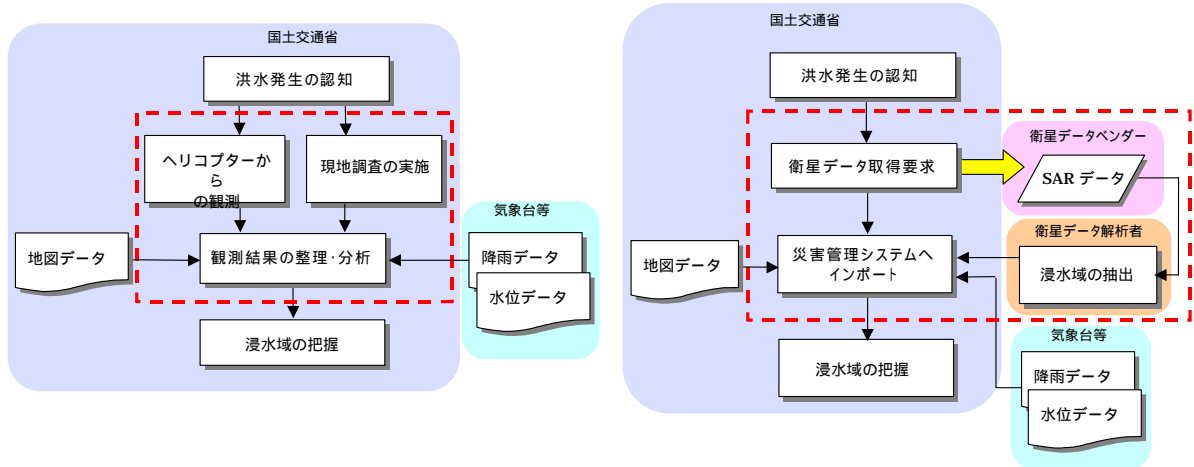 国土交通省
洪水発生の認知
ヘリコプターか
ら
の観測
現地調査の実施
気象台等
地図データ
観測結果の整理・分析
降雨データ
水位データ
浸水域の把握
国土交通省
洪水発生の認知
衛星データベンダー
衛星データ取得要求
SAR データ
衛星データ解析者
地図データ
災害管理システムへ
インポート
浸水域の抽出
気象台等
浸水域の把握
降雨データ
水位データ